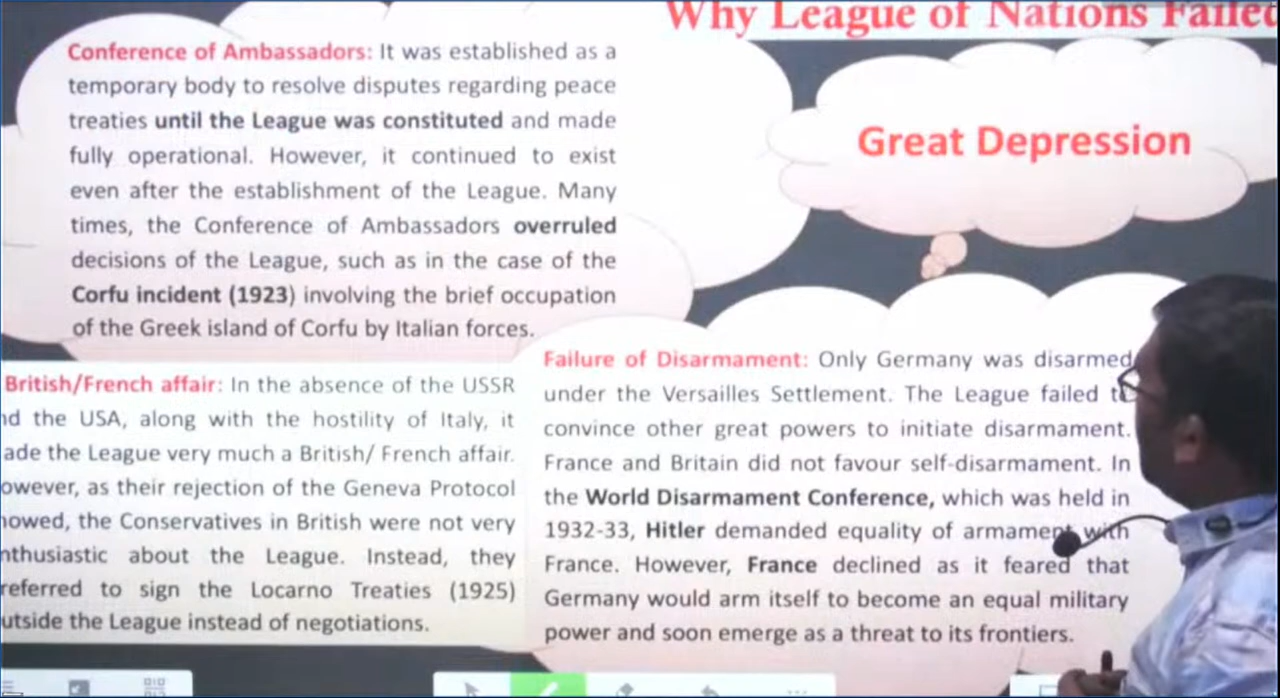 Why League of Nations Failed
Conference of Ambassadors: It was established as a
temporary body to resolve disputes regarding peace
treaties until the League was constituted and made
fully operational. However, it continued to exist
even after the establishment of the League. Many
times, the Conference of Ambassadors overruled
decisions of the League, such as in the case of the
Corfu incident (1923) involving the brief occupation
of the Greek island of Corfu by Italian forces.
Great Depression
British/French affair: In the absence of the USSR
nd the USA, along with the hostility of Italy, it
ade the League very much a British/ French affair.
owever, as their rejection of the Geneva Protocol
howed, the Conservatives in British were not very
nthusiastic about the League. Instead, they
referred to sign the Locarno Treaties (1925)
utside the League instead of negotiations.
Failure of Disarmament: Only Germany was disarmed
under the Versailles Settlement. The League failed t
convince other great powers to initiate disarmament.
France and Britain did not favour self-disarmament. In
the World Disarmament Conference, which was held in
1932-33, Hitler demanded equality of armament with
France. However, France declined as it feared that
Germany would arm itself to become an equal military
power and soon emerge as a threat to its frontiers.